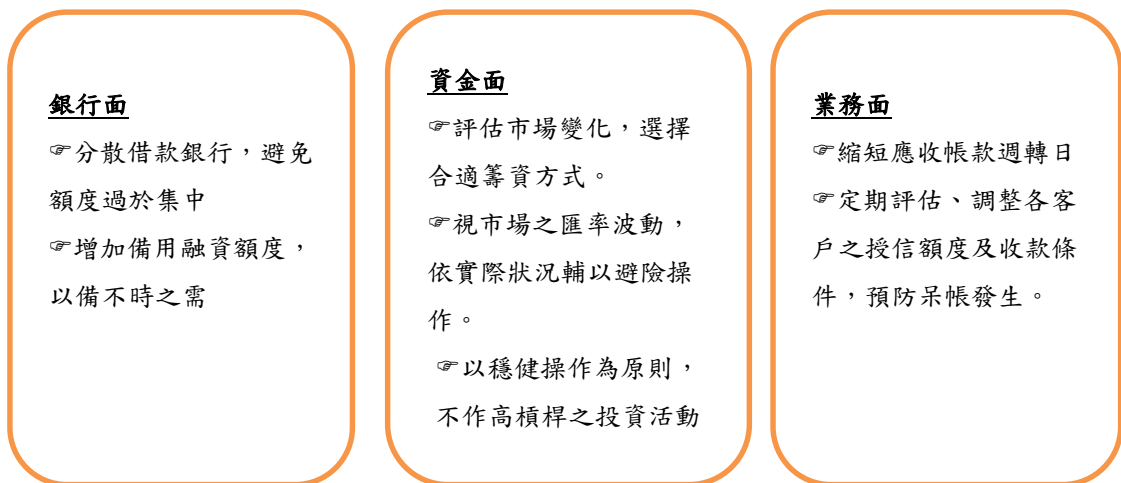 銀行面
☞分散借款銀行，避免
額度過於集中
☞增加備用融資額度，
以備不時之需
資金面
☞評估市場變化，選擇
合適籌資方式。
☞視市場之匯率波動，
依實際狀況輔以避險操
作。
☞以穩健操作為原則，
不作高槓桿之投資活動
業務面
☞縮短應收帳款週轉日
☞定期評估、調整各客
戶之授信額度及收款條
件，預防呆帳發生。